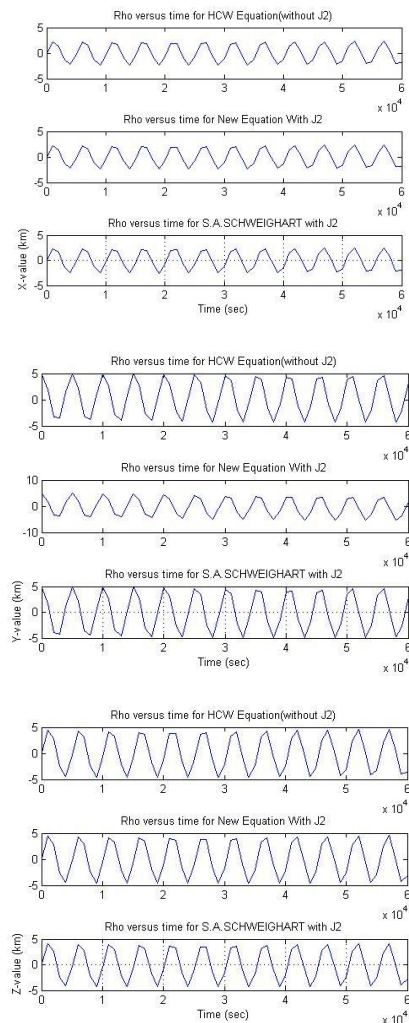 Rho versus time for HCW Equation(without J2)
5
0
-5
0 1 2 3 4 5 6
x 10^4
Rho versus time for New Equation With J2
5
0
-5
0 1 2 3 4 5 6
x 10^4
Rho versus time for S.A.SCHWEIGHART with J2
X-value (km)
5
0
-5
0 1 2 3 4 5 6
Time (sec)
x 10^4
Rho versus time for HCW Equation(without J2)
5
0
-5
0 1 2 3 4 5 6
x 10^4
Rho versus time for New Equation With J2
10
0
-10
0 1 2 3 4 5 6
x 10^4
Rho versus time for S.A.SCHWEIGHART with J2
Y-value (km)
5
0
-5
0 1 2 3 4 5 6
Time (sec)
x 10^4
Rho versus time for HCW Equation(without J2)
5
0
-5
0 1 2 3 4 5 6
x 10^4
Rho versus time for New Equation With J2
5
0
-5
0 1 2 3 4 5 6
x 10^4
Rho versus time for S.A.SCHWEIGHART with J2
Z-value (km)
5
0
-5
0 1 2 3 4 5 6
Time (sec)
x 10^4